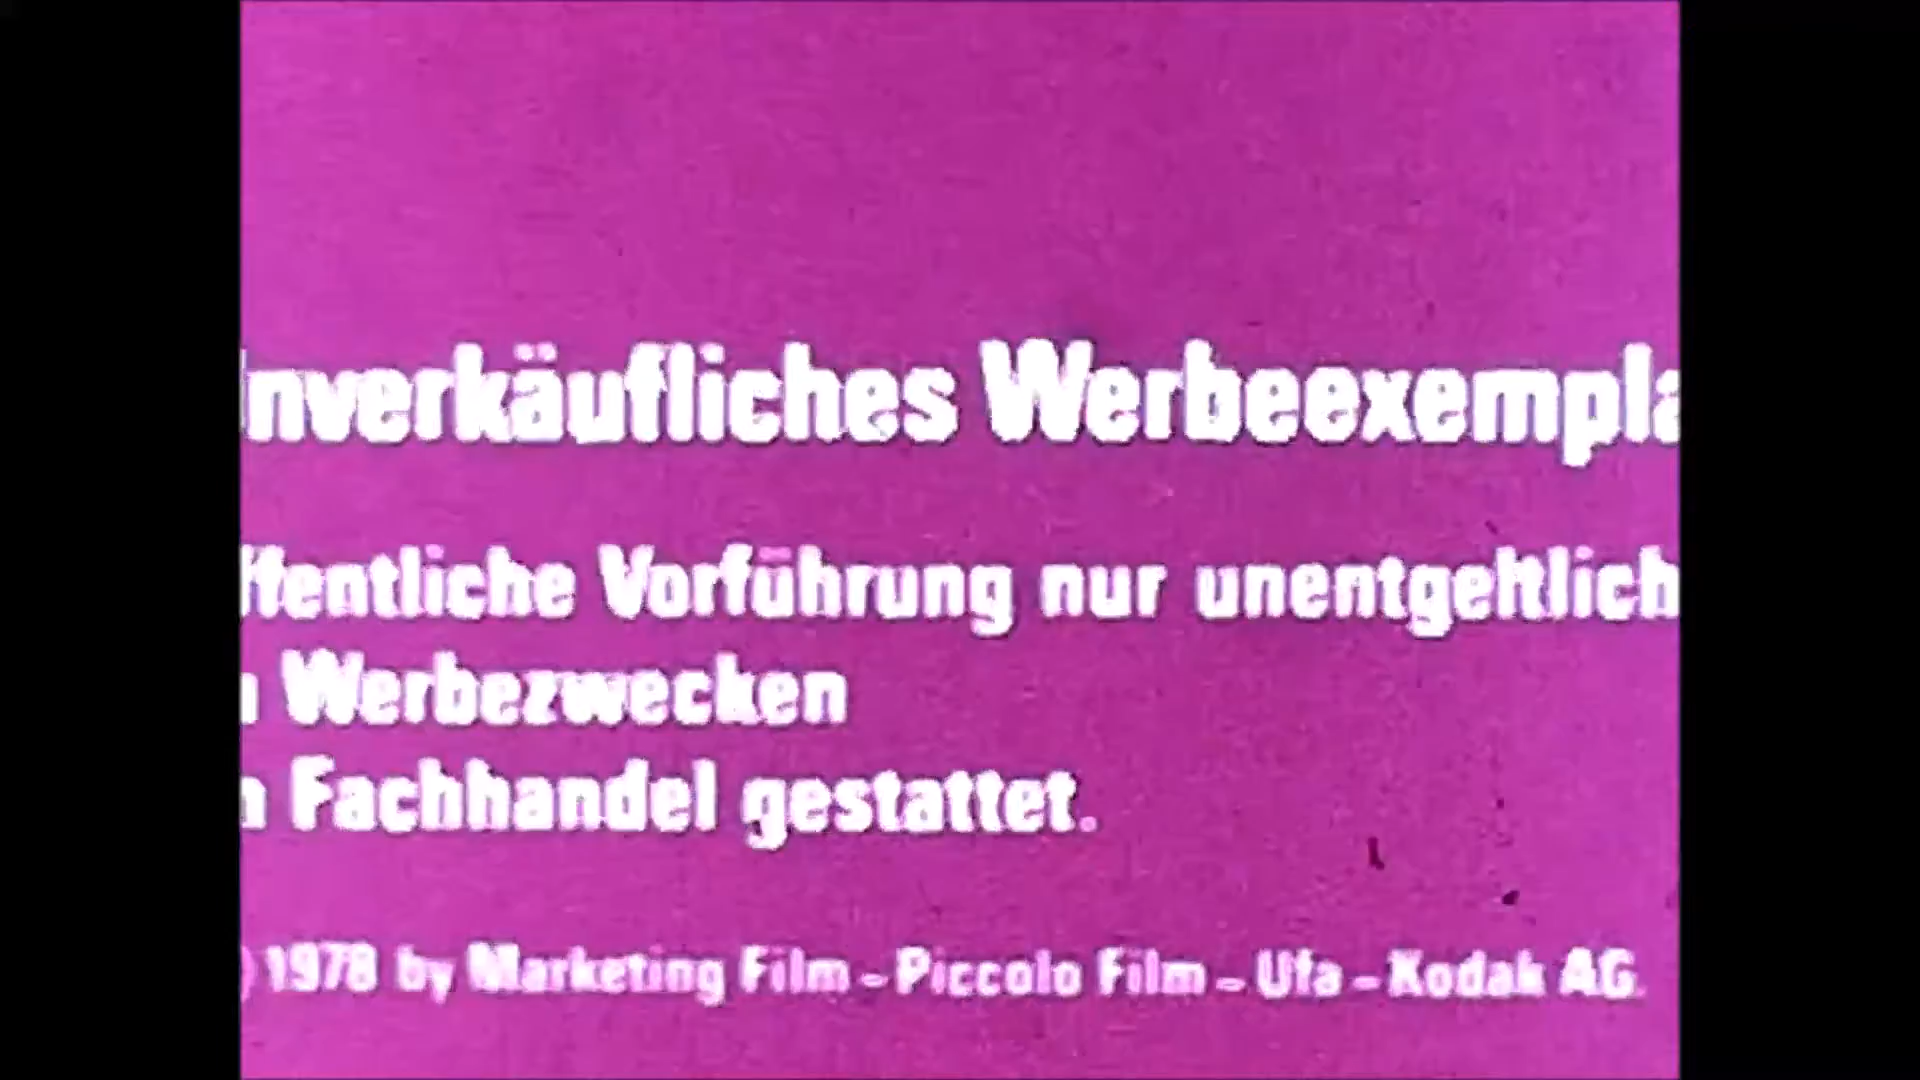 nverkäufliches Werbeexempla
ffentliche Vorführung nur unentgeltlich
Werbezwecken
Fachhandel gestattet.
1978 by Marketing Film - Piccolo Film - Ufa - Kodak AG.